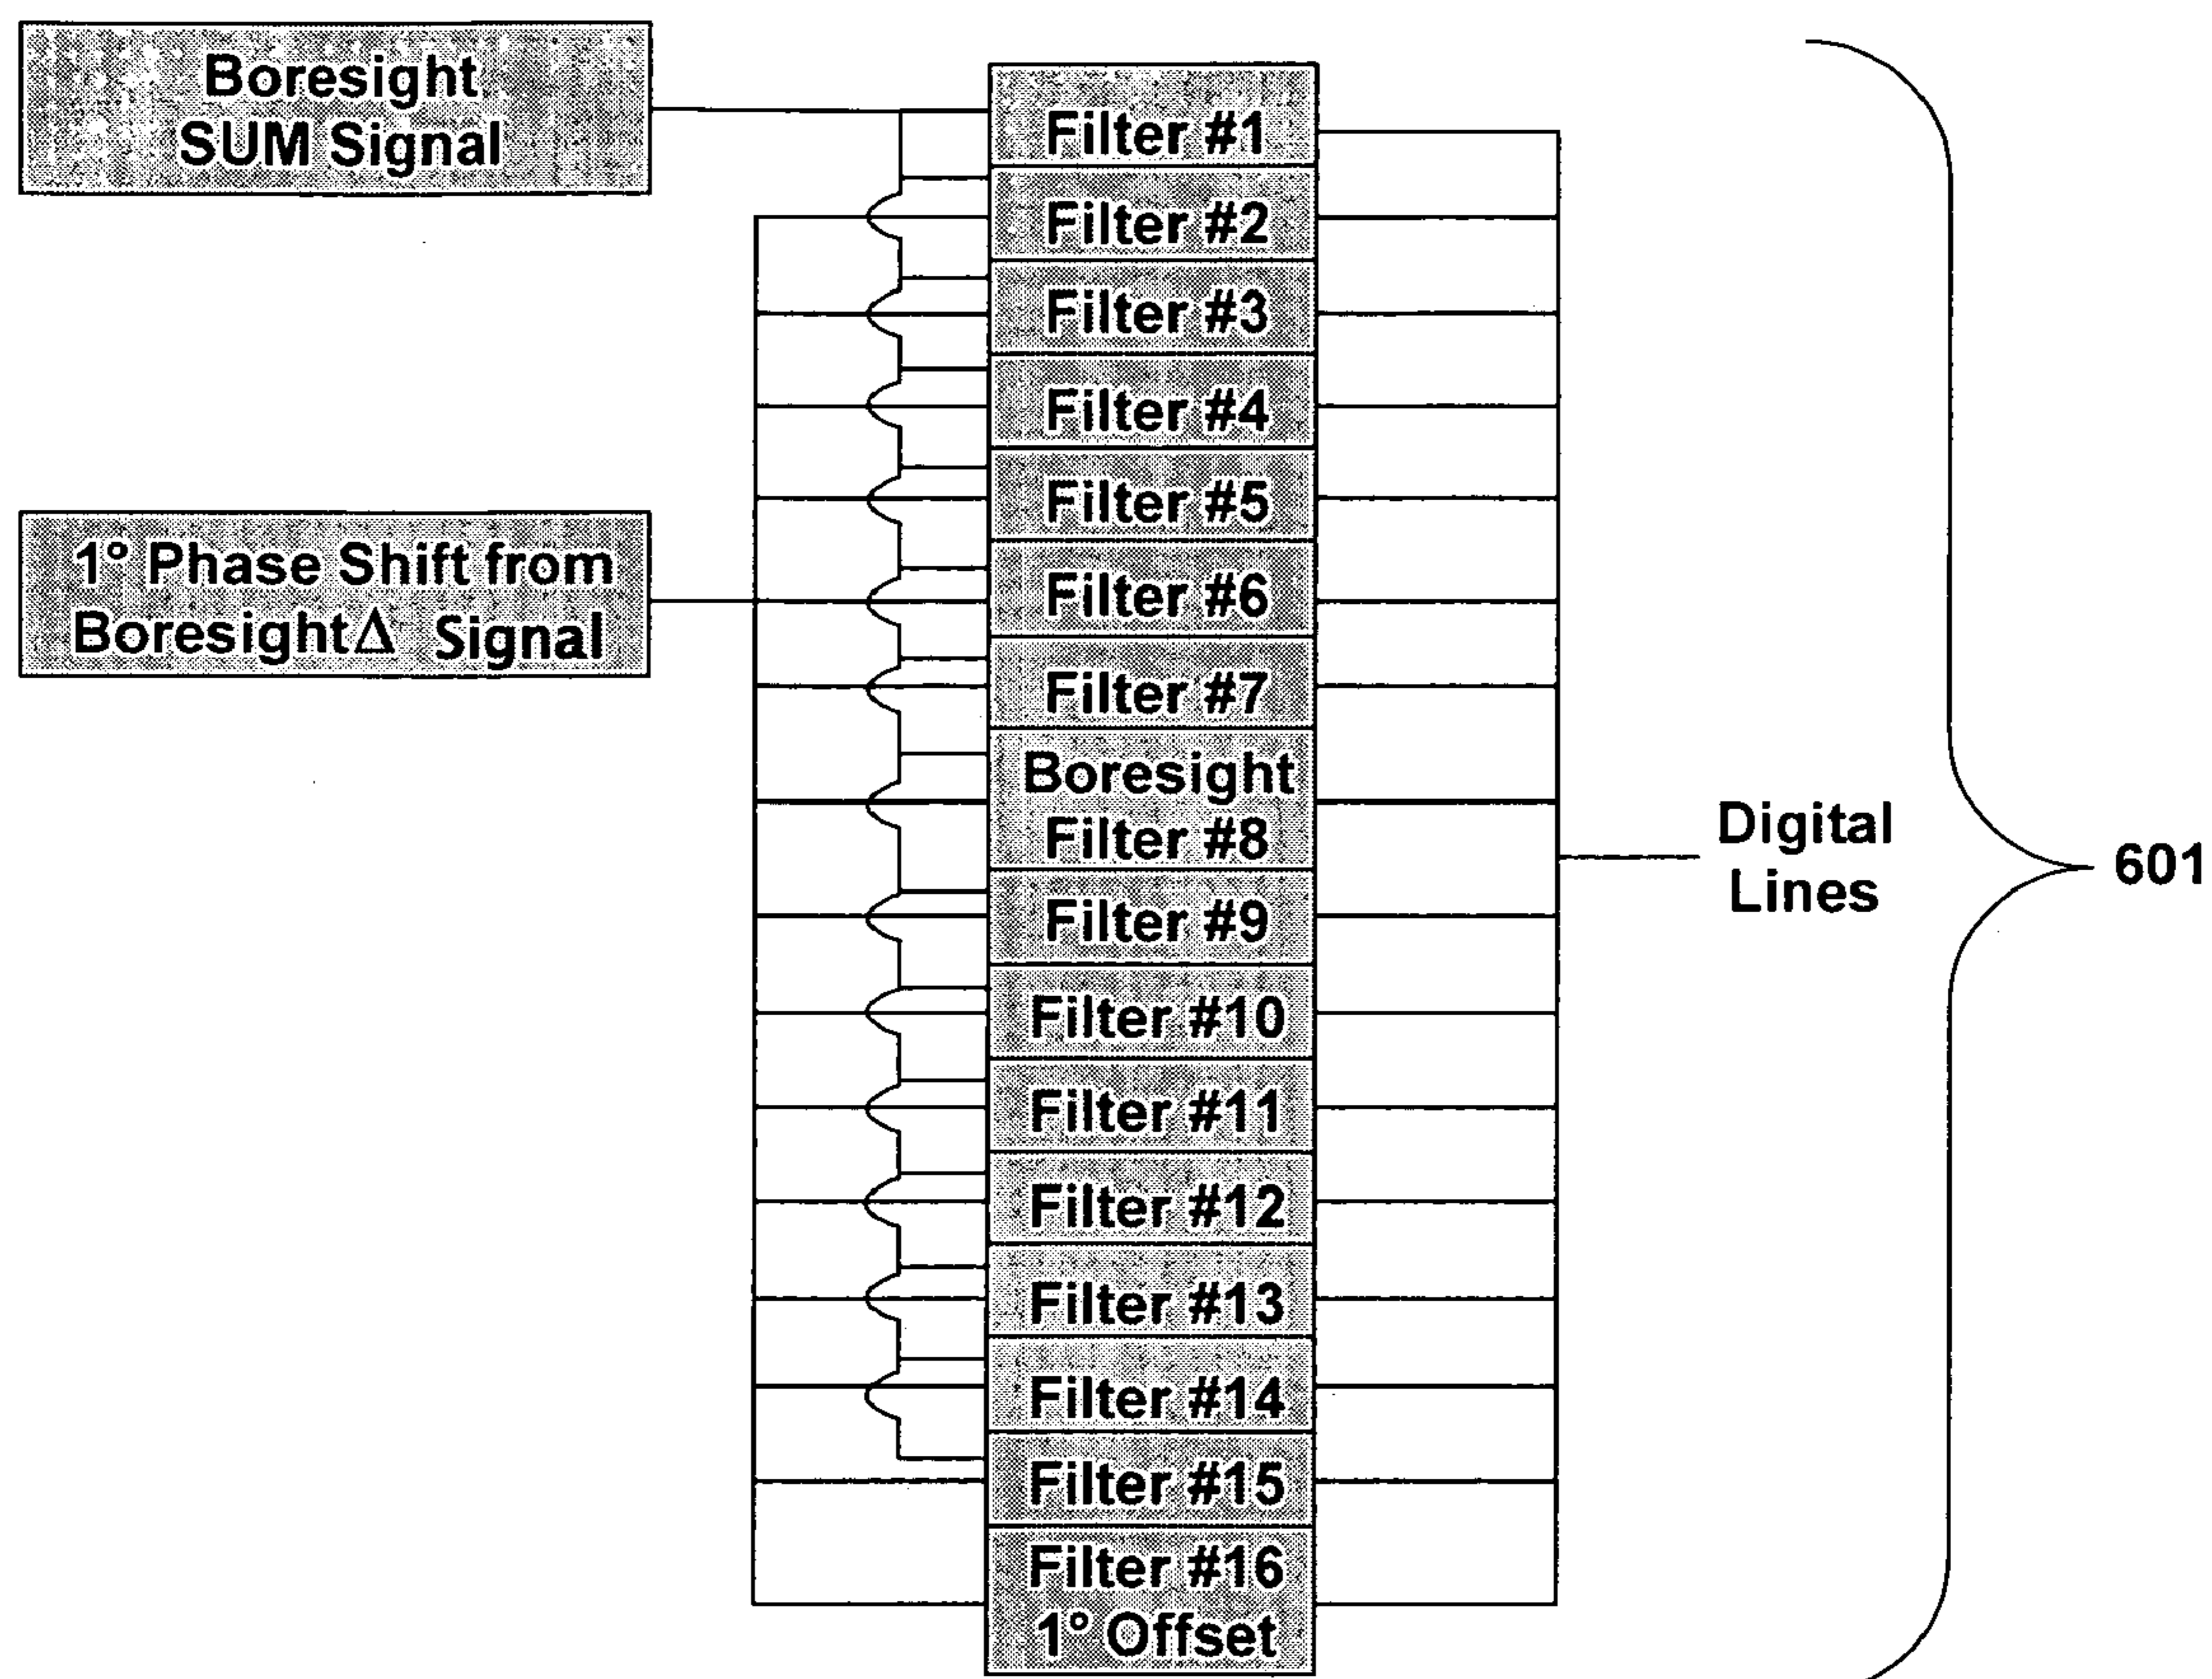 Boresight
SUM Signal
1° Phase Shift from
Boresight Δ Signal
Filter #1
Filter #2
Filter #3
Filter #4
Filter #5
Filter #6
Filter #7
Boresight
Filter #8
Filter #9
Filter #10
Filter #11
Filter #12
Filter #13
Filter #14
Filter #15
Filter #16
1° Offset
Digital
Lines
601